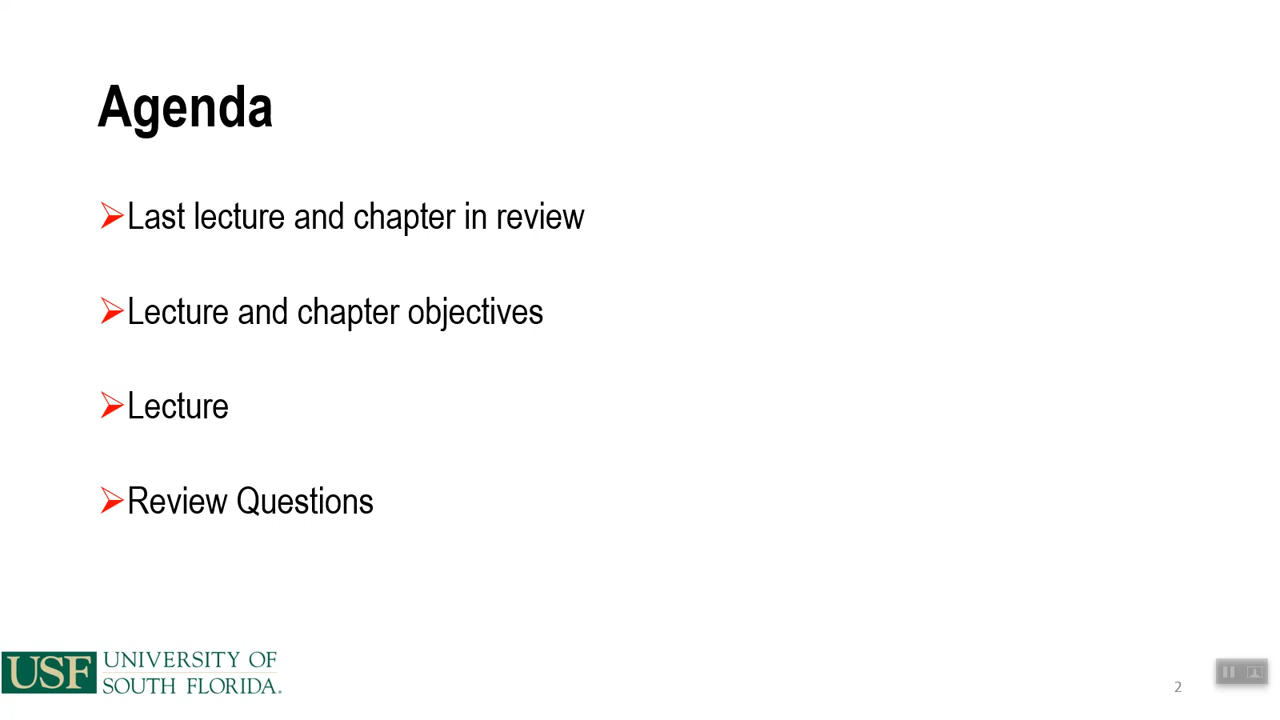 Agenda
Last lecture and chapter in review
Lecture and chapter objectives
Lecture
Review Questions
USF
UNIVERSITY OF
SOUTH FLORIDA.
2